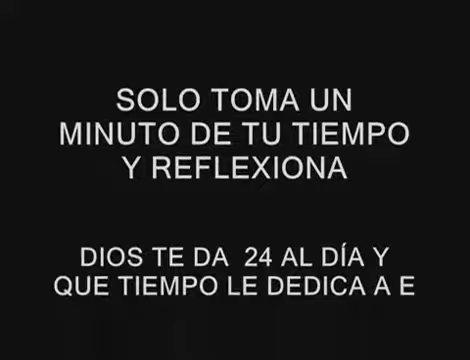 SOLO TOMA UN
MINUTO DE TU TIEMPO
Y REFLEXIONA
DIOS TE DA 24 AL DÍA Y
QUE TIEMPO LE DEDICA A E